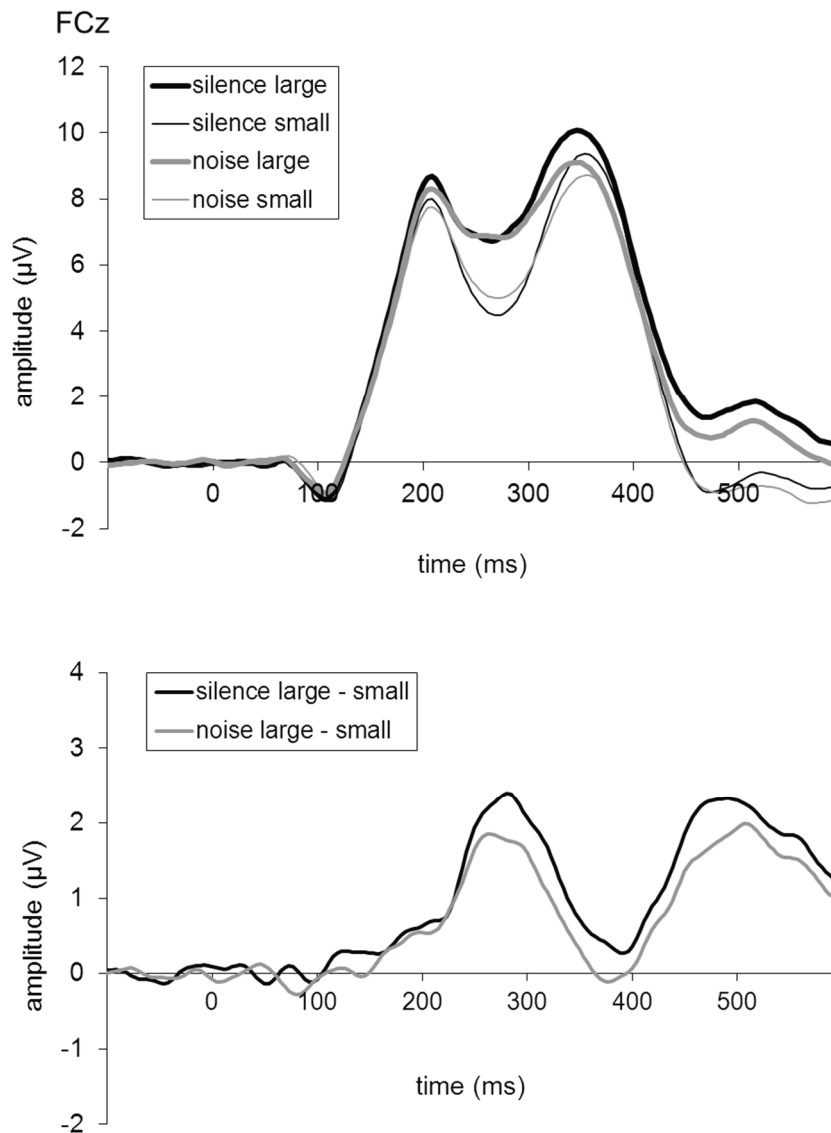 FCz
12
10
8
6
4
2
0
-2
silence large
silence small
noise large
noise small
amplitude (µV)
0 100 200 300 400 500
time (ms)
4
3
2
1
0
-1
-2
silence large - small
noise large - small
amplitude (µV)
0 100 200 300 400 500
time (ms)